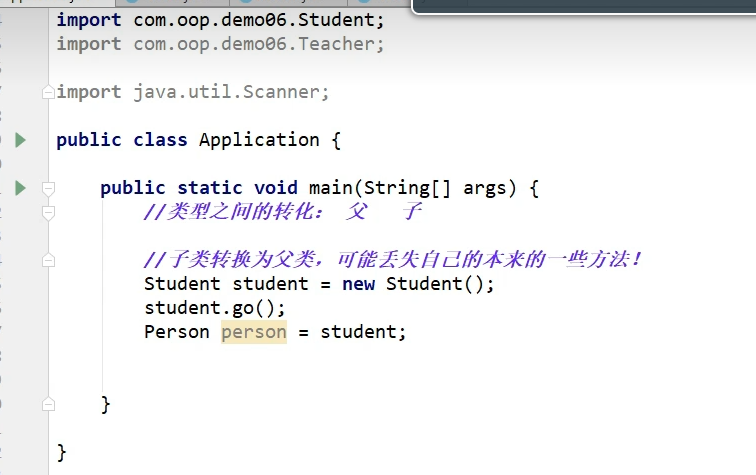 import com.oop.demo06.Student;
import com.oop.demo06.Teacher;
import java.util.Scanner;
public class Application {
public static void main(String[] args) {
//类型之间的转化： 父 子
//子类转换为父类，可能丢失自己的本来的一些方法！
Student student = new Student();
student.go();
Person person = student;
}
}